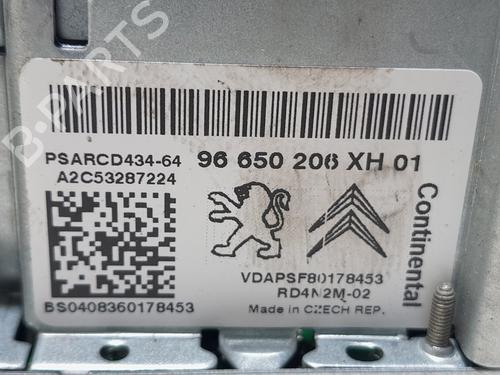 PSARCD434-64 96 650 206 XH 01
A2C53287224
Continental
VDAPSF80178453
RD4N2M-02
BS0408360178453
Made in CZECH REP.
B-PARTS